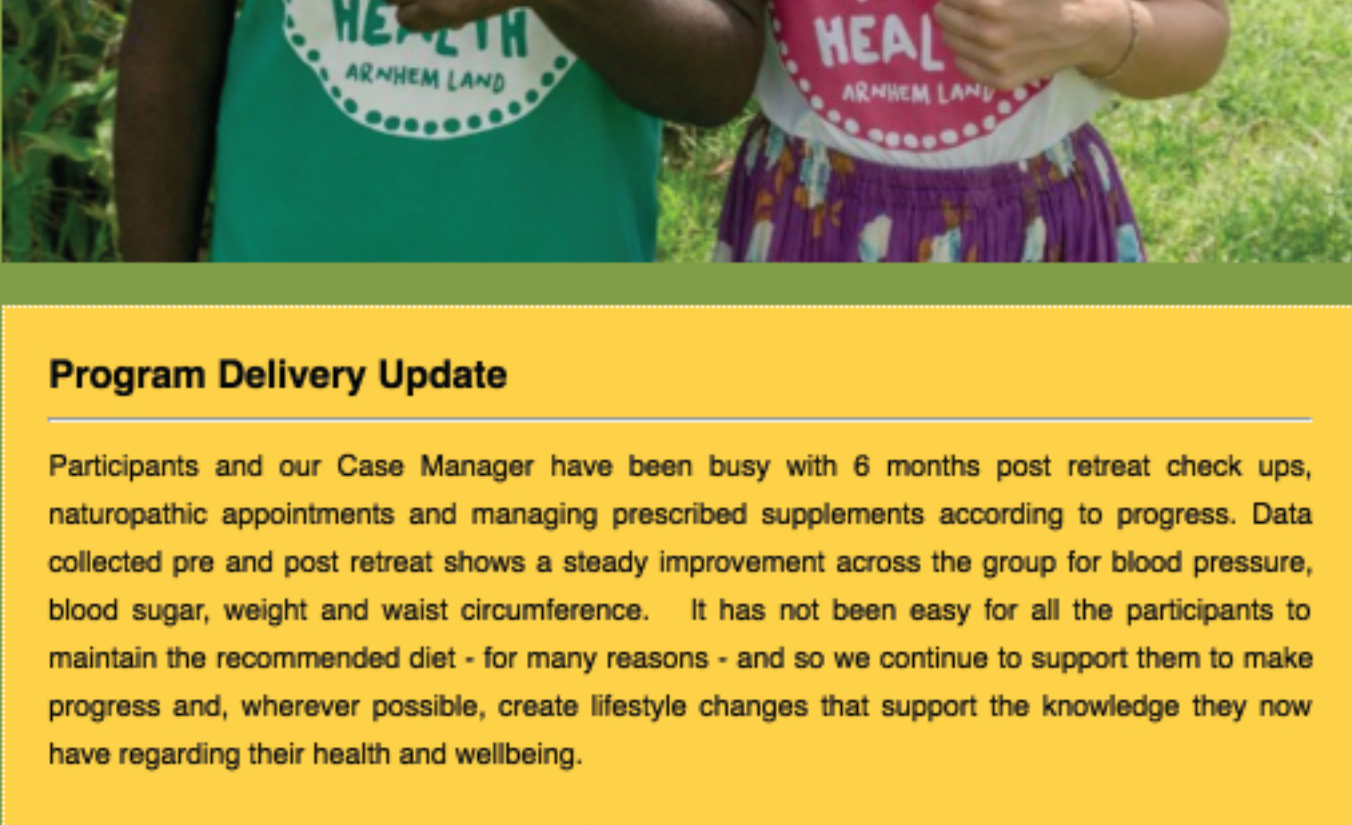 HEALTH
ARNHEM LAND
HEAL
ARNHEM LAND
Program Delivery Update
Participants and our Case Manager have been busy with 6 months post retreat check ups,
naturopathic appointments and managing prescribed supplements according to progress. Data
collected pre and post retreat shows a steady improvement across the group for blood pressure,
blood sugar, weight and waist circumference. It has not been easy for all the participants to
maintain the recommended diet - for many reasons - and so we continue to support them to make
progress and, wherever possible, create lifestyle changes that support the knowledge they now
have regarding their health and wellbeing.